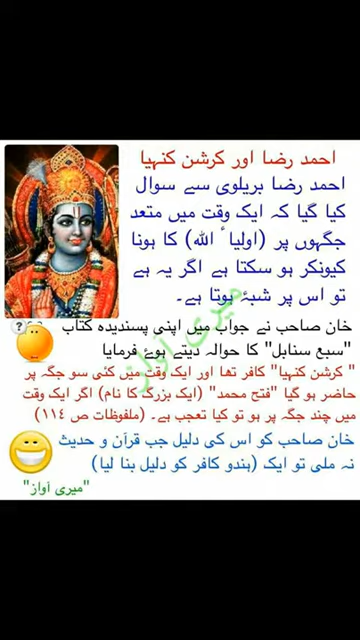 احمد رضا اور کرشن کنہیا
احمد رضا بریلوی سے سوال
کیا گیا کہ ایک وقت میں متعد
جگہوں پر (اولیاءُ اللہ) کا ہونا
کیونکر ہو سکتا ہے اگر یہ ہے
تو اس پر شبہُ ہوتا ہے۔
خان صاحب نے جواب میں اپنی پسندیدہ کتاب
"سبع سنابل" کا حوالہ دیتے ہوۓ فرمایا
" کرشن کنہیا" کافر تھا اور ایک وقت میں کئی سو جگہ پر
حاضر ہو گیا "فتح محمد" (ایک بزرگ کا نام) اگر ایک وقت
میں چند جگہ پر ہو تو کیا تعجب ہے۔ (ملفوظات ص ١١٤)
خان صاحب کو اس کی دلیل جب قرآن و حدیث
نہ ملی تو ایک (ہندو کافر کو دلیل بنا لیا)
"میری آواز"
میری آواز